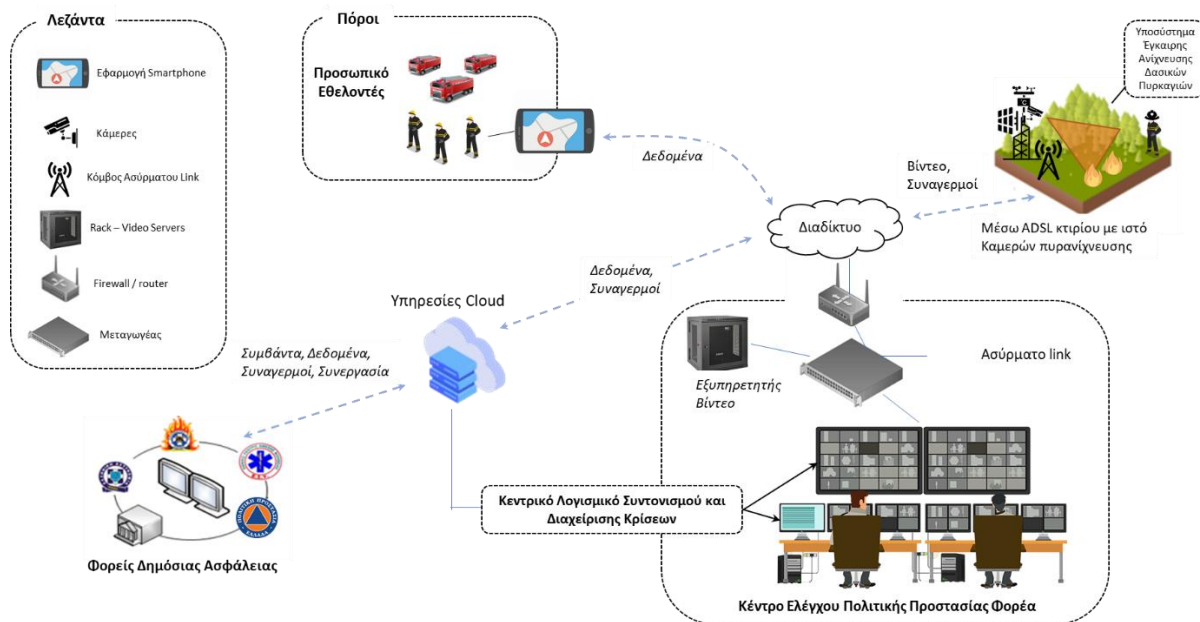 Λεζάντα
Εφαρμογή Smartphone
Κάμερες
Κόμβος Ασύρματου Link
Rack – Video Servers
Firewall / router
Μεταγωγέας
Πόροι
Προσωπικό
Εθελοντές
Δεδομένα
Υποσύστημα
Έγκαιρης
Ανίχνευσης
Δασικών
Πυρκαγιών
Βίντεο,
Συναγερμοί
Μέσω ADSL κτιρίου με ιστό
Καμερών πυρανίχνευσης
Διαδίκτυο
Δεδομένα,
Συναγερμοί
Υπηρεσίες Cloud
Συμβάντα, Δεδομένα,
Συναγερμοί, Συνεργασία
Εξυπηρετητής
Βίντεο
Ασύρματο link
Κεντρικό Λογισμικό Συντονισμού και
Διαχείρισης Κρίσεων
ΠΟΛΙΤΙΚΗ ΠΡΟΣΤΑΣΙΑ
ΕΛΛΑΔΑ
Φορείς Δημόσιας Ασφάλειας
Κέντρο Ελέγχου Πολιτικής Προστασίας Φορέα